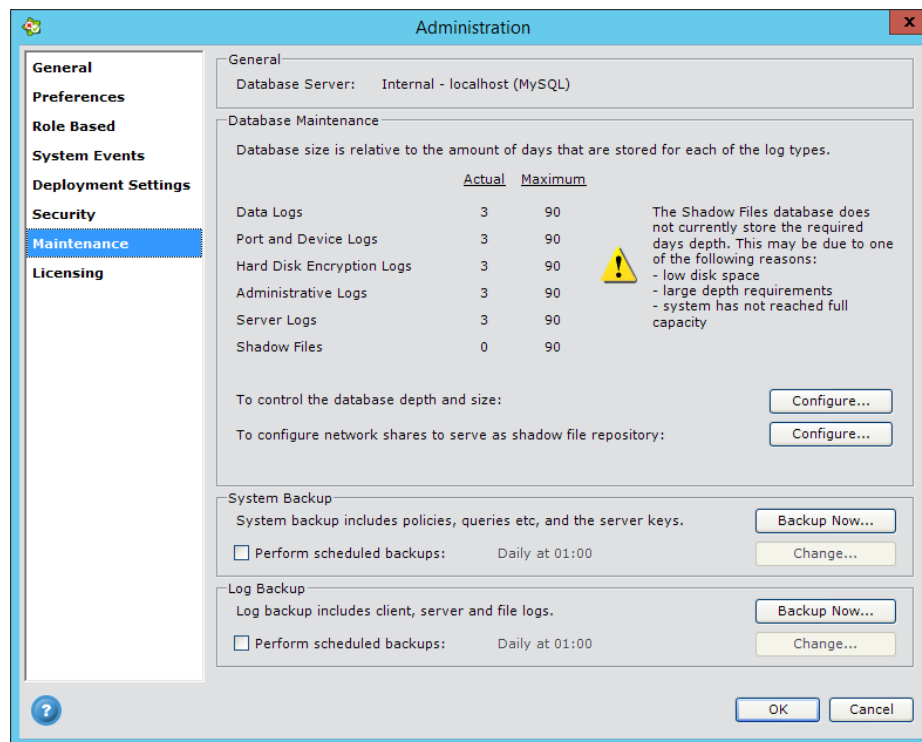 Administration
x
General
Preferences
Role Based
System Events
Deployment Settings
Security
Maintenance
Licensing
General
Database Server: Internal - localhost (MySQL)
Database Maintenance
Database size is relative to the amount of days that are stored for each of the log types.
Actual Maximum
Data Logs 3 90
Port and Device Logs 3 90
Hard Disk Encryption Logs 3 90
Administrative Logs 3 90
Server Logs 3 90
Shadow Files 0 90
The Shadow Files database does
not currently store the required
days depth. This may be due to one
of the following reasons:
- low disk space
- large depth requirements
- system has not reached full
capacity
To control the database depth and size: Configure...
To configure network shares to serve as shadow file repository: Configure...
System Backup
System backup includes policies, queries etc, and the server keys. Backup Now...
Perform scheduled backups: Daily at 01:00 Change...
Log Backup
Log backup includes client, server and file logs. Backup Now...
Perform scheduled backups: Daily at 01:00 Change...
? OK Cancel